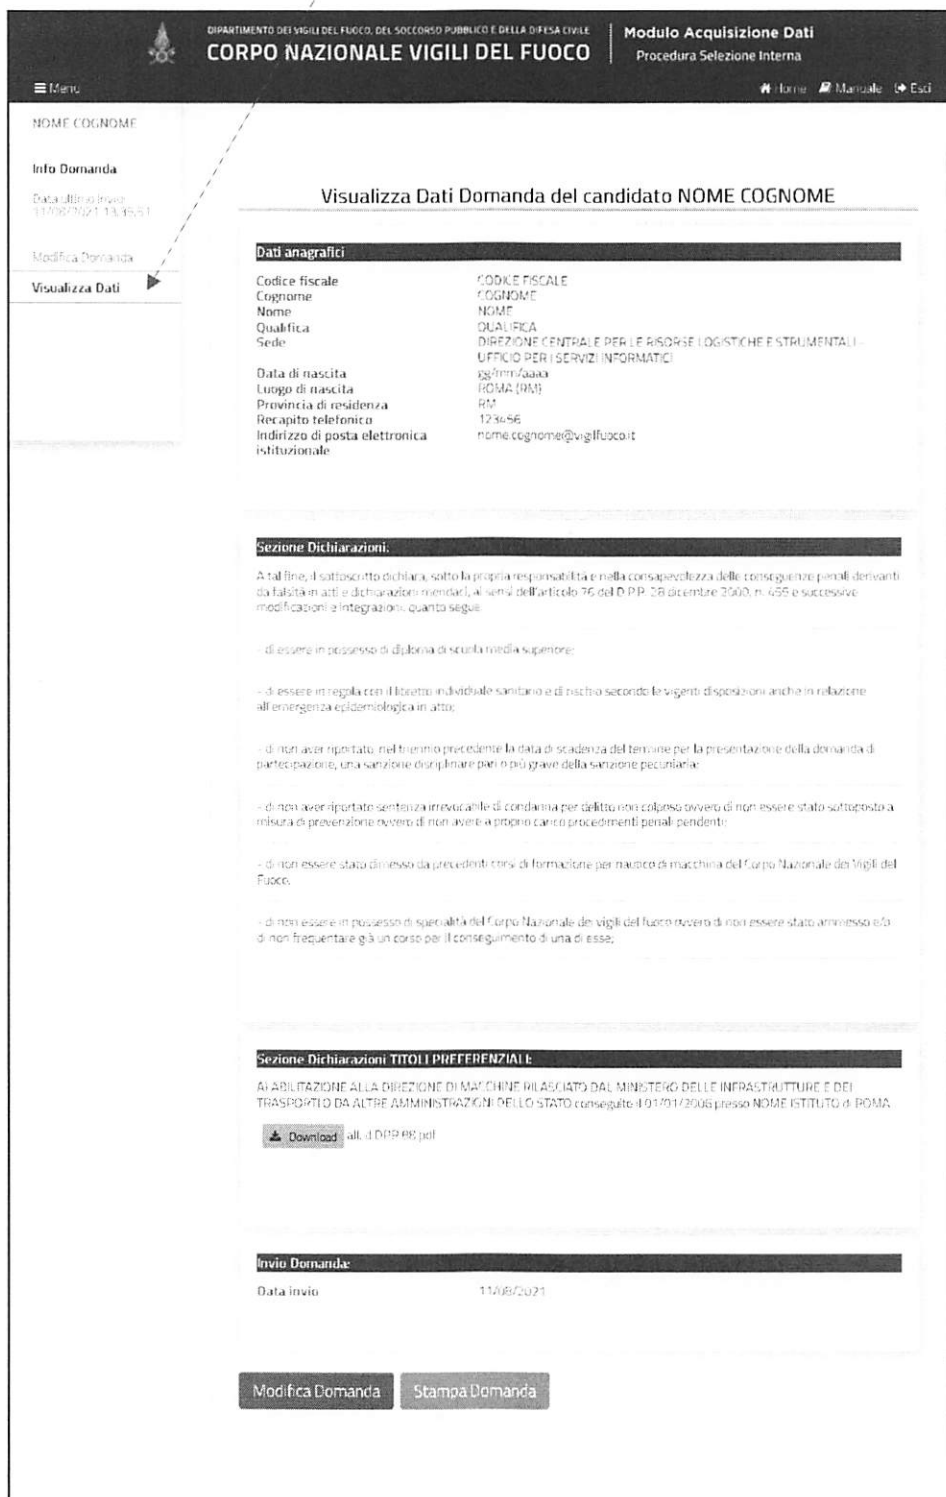 DIPARTIMENTO DEI VIGILI DEL FUOCO, DEL SOCCORSO PUBBLICO E DELLA DIFESA CIVILE
CORPO NAZIONALE VIGILI DEL FUOCO
Modulo Acquisizione Dati
Procedura Selezione Interna
Menu
Home Manuale Esci
NOME COGNOME
Info Domanda
Data ultimo invio:
11/08/2021 13:39:51
Modifica Domanda
Visualizza Dati
Visualizza Dati Domanda del candidato NOME COGNOME
Dati anagrafici
Codice fiscale CODICE FISCALE
Cognome COGNOME
Nome NOME
Qualifica QUALIFICA
Sede DIREZIONE CENTRALE PER LE RISORSE LOGISTICHE E STRUMENTALI -
UFFICIO PER I SERVIZI INFORMATICI
Data di nascita gg/mm/aaaa
Luogo di nascita ROMA (RM)
Provincia di residenza RM
Recapito telefonico 123456
Indirizzo di posta elettronica nome.cognome@vigilfuoco.it
istituzionale
Sezione Dichiarazioni:
A tal fine, il sottoscritto dichiara, sotto la propria responsabilità e nella consapevolezza delle conseguenze penali derivanti
da falsità in atti e dichiarazioni mendaci, ai sensi dell'articolo 76 del D.P.R. 28 dicembre 2000, n. 455 e successive
modificazioni e integrazioni, quanto segue:
- di essere in possesso di diploma di scuola media superiore;
- di essere in regola con il libretto individuale sanitario e di rischio secondo le vigenti disposizioni anche in relazione
all'emergenza epidemiologica in atto;
- di non aver riportato, nel triennio precedente la data di scadenza del termine per la presentazione della domanda di
partecipazione, una sanzione disciplinare pari o più grave della sanzione pecuniaria;
- di non aver riportato sentenza irrevocabile di condanna per delitto non colposo ovvero di non essere stato sottoposto a
misura di prevenzione ovvero di non avere a proprio carico procedimenti penali pendenti;
- di non essere stato dimesso da precedenti corsi di formazione per nautico di macchina del Corpo Nazionale dei Vigili del
Fuoco.
- di non essere in possesso di specialità del Corpo Nazionale dei vigili del fuoco ovvero di non essere stato ammesso e/o
di non frequentare già un corso per il conseguimento di una di esse;
Sezione Dichiarazioni TITOLI PREFERENZIALI:
A) ABILITAZIONE ALLA DIREZIONE DI MACCHINE RILASCIATO DAL MINISTERO DELLE INFRASTRUTTURE E DEI
TRASPORTI O DA ALTRE AMMINISTRAZIONI DELLO STATO conseguito il 01/01/2006 presso NOME ISTITUTO di ROMA
Download all. d DPR 88.pdf
Invio Domanda:
Data invio 11/08/2021
Modifica Domanda Stampa Domanda